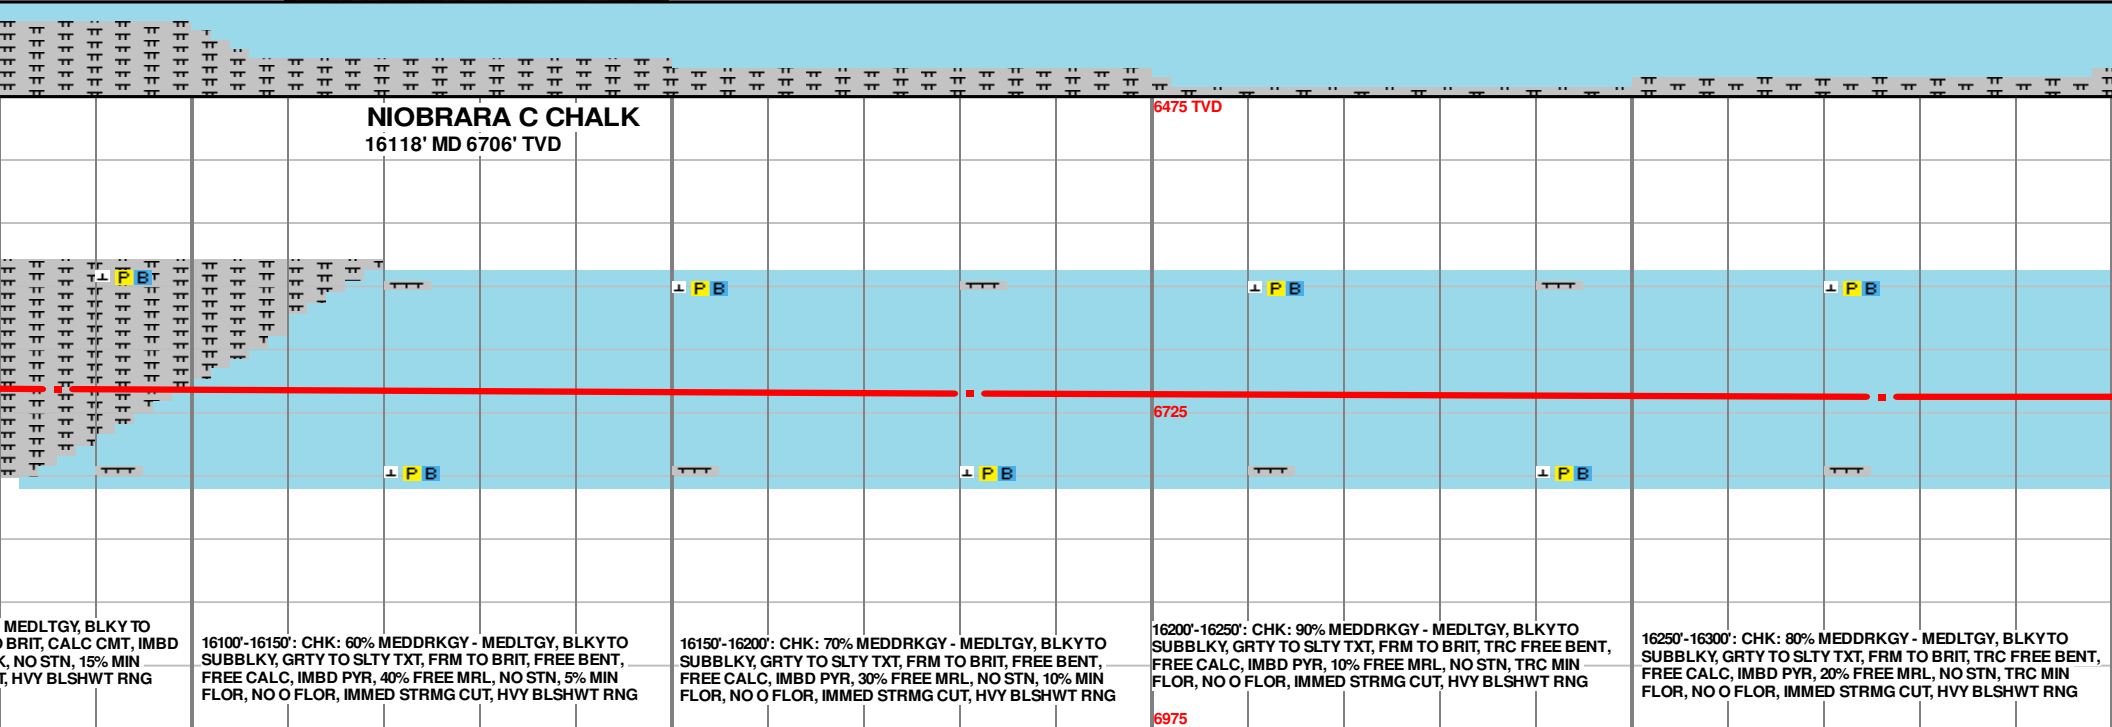 NIOBRARA C CHALK
16118' MD 6706' TVD
6475 TVD
P B
P B
P B
P B
6725
P B
P B
P B
MEDLTGY, BLKY TO
BRIT, CALC CMT, IMBD
NO STN, 15% MIN
HVY BLSHWT RNG
16100'-16150': CHK: 60% MEDDRKGY - MEDLTGY, BLKY TO
SUBBLKY, GRTY TO SLTY TXT, FRM TO BRIT, FREE BENT,
FREE CALC, IMBD PYR, 40% FREE MRL, NO STN, 5% MIN
FLOR, NO O FLOR, IMMED STRMG CUT, HVY BLSHWT RNG
16150'-16200': CHK: 70% MEDDRKGY - MEDLTGY, BLKY TO
SUBBLKY, GRTY TO SLTY TXT, FRM TO BRIT, FREE BENT,
FREE CALC, IMBD PYR, 30% FREE MRL, NO STN, 10% MIN
FLOR, NO O FLOR, IMMED STRMG CUT, HVY BLSHWT RNG
16200'-16250': CHK: 90% MEDDRKGY - MEDLTGY, BLKY TO
SUBBLKY, GRTY TO SLTY TXT, FRM TO BRIT, TRC FREE BENT,
FREE CALC, IMBD PYR, 10% FREE MRL, NO STN, TRC MIN
FLOR, NO O FLOR, IMMED STRMG CUT, HVY BLSHWT RNG
16250'-16300': CHK: 80% MEDDRKGY - MEDLTGY, BLKY TO
SUBBLKY, GRTY TO SLTY TXT, FRM TO BRIT, TRC FREE BENT,
FREE CALC, IMBD PYR, 20% FREE MRL, NO STN, TRC MIN
FLOR, NO O FLOR, IMMED STRMG CUT, HVY BLSHWT RNG
6975